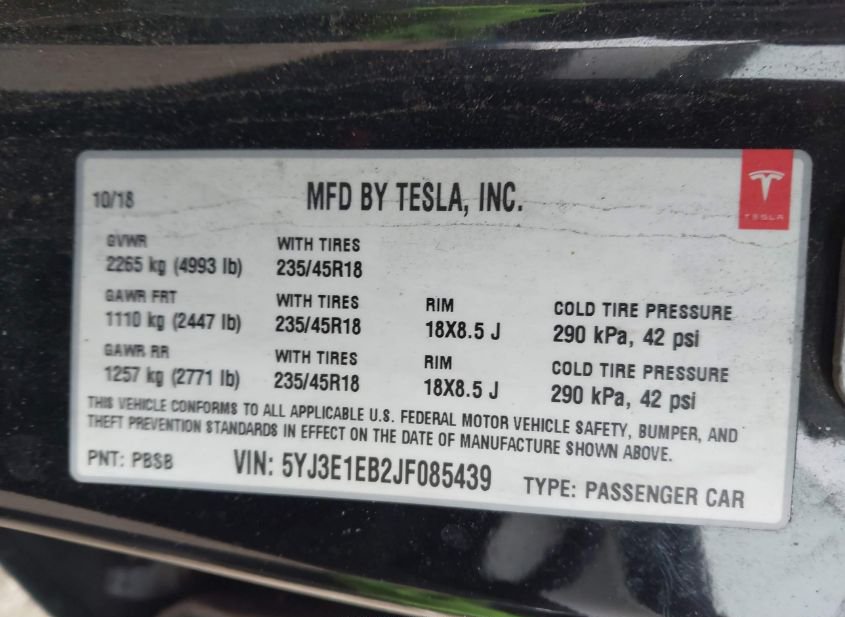 10/18
MFD BY TESLA, INC.
TESLA
GVWR
2265 kg (4993 lb)
WITH TIRES
235/45R18
GAWR FRT
1110 kg (2447 lb)
WITH TIRES
235/45R18
RIM
18X8.5 J
COLD TIRE PRESSURE
290 kPa, 42 psi
GAWR RR
1257 kg (2771 lb)
WITH TIRES
235/45R18
RIM
18X8.5 J
COLD TIRE PRESSURE
290 kPa, 42 psi
THIS VEHICLE CONFORMS TO ALL APPLICABLE U.S. FEDERAL MOTOR VEHICLE SAFETY, BUMPER, AND
THEFT PREVENTION STANDARDS IN EFFECT ON THE DATE OF MANUFACTURE SHOWN ABOVE.
PNT: PBSB
VIN: 5YJ3E1EB2JF085439
TYPE: PASSENGER CAR